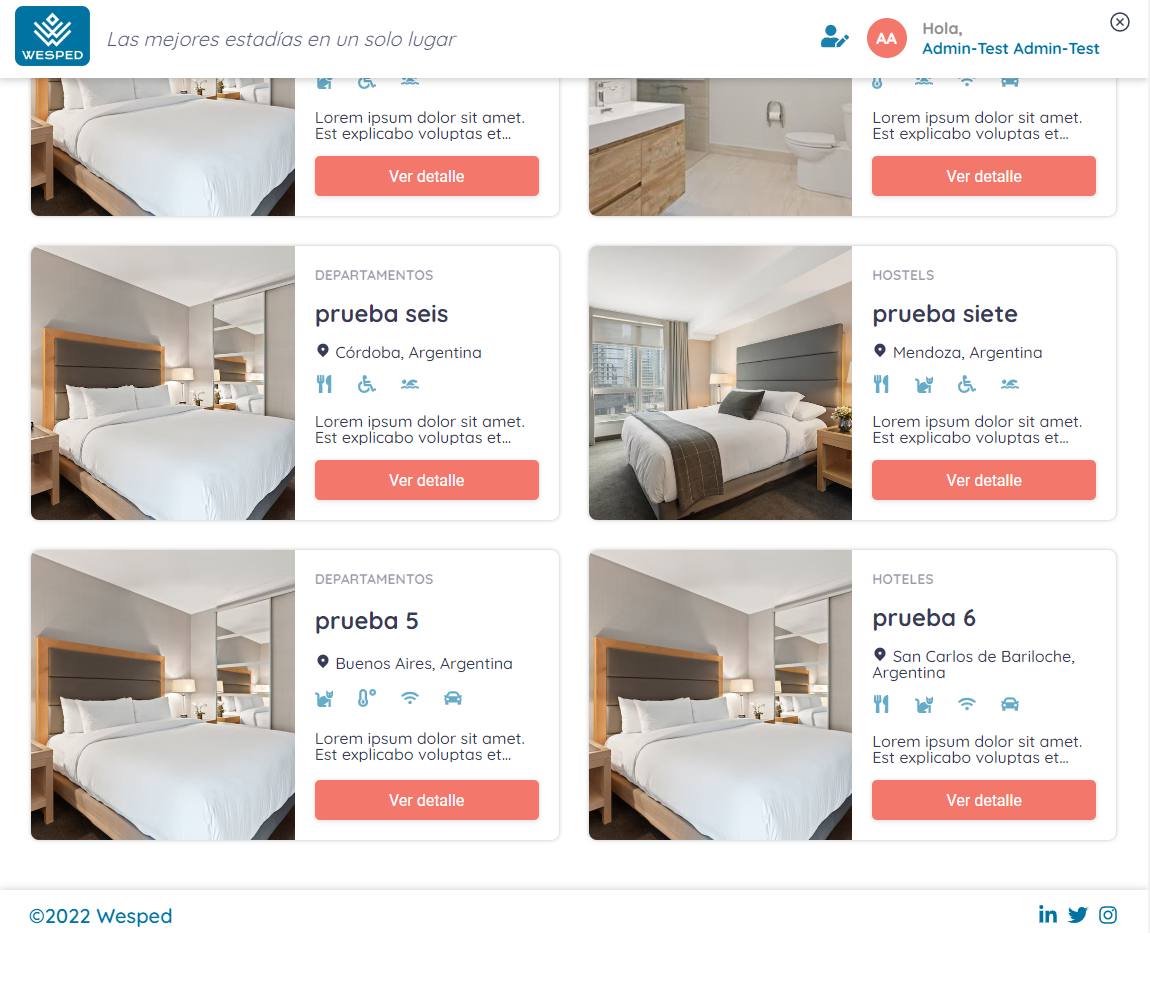 WESPED
Las mejores estadías en un solo lugar
AA
Hola,
Admin-Test Admin-Test
Lorem ipsum dolor sit amet.
Est explicabo voluptas et...
Ver detalle
Lorem ipsum dolor sit amet.
Est explicabo voluptas et...
Ver detalle
DEPARTAMENTOS
prueba seis
Córdoba, Argentina
Lorem ipsum dolor sit amet.
Est explicabo voluptas et...
Ver detalle
HOSTELS
prueba siete
Mendoza, Argentina
Lorem ipsum dolor sit amet.
Est explicabo voluptas et...
Ver detalle
DEPARTAMENTOS
prueba 5
Buenos Aires, Argentina
Lorem ipsum dolor sit amet.
Est explicabo voluptas et...
Ver detalle
HOTELES
prueba 6
San Carlos de Bariloche,
Argentina
Lorem ipsum dolor sit amet.
Est explicabo voluptas et...
Ver detalle
©2022 Wesped